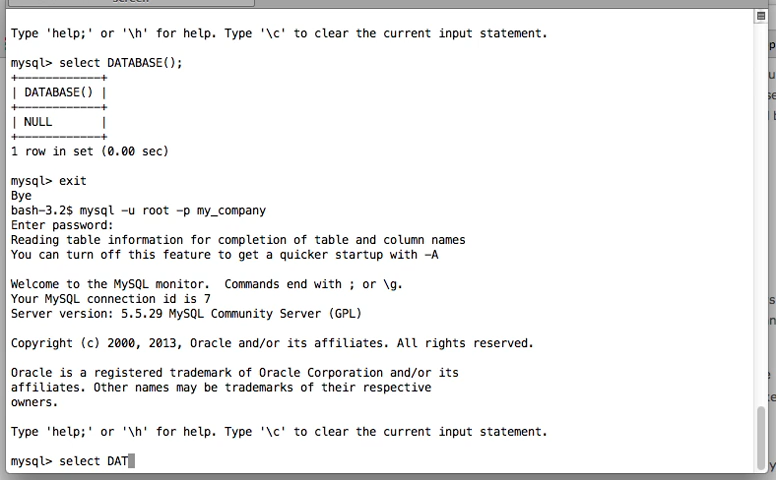 screen
Type 'help;' or '\h' for help. Type '\c' to clear the current input statement.
mysql> select DATABASE();
+------------+
| DATABASE() |
+------------+
| NULL       |
+------------+
1 row in set (0.00 sec)
mysql> exit
Bye
bash-3.2$ mysql -u root -p my_company
Enter password:
Reading table information for completion of table and column names
You can turn off this feature to get a quicker startup with -A
Welcome to the MySQL monitor.  Commands end with ; or \g.
Your MySQL connection id is 7
Server version: 5.5.29 MySQL Community Server (GPL)
Copyright (c) 2000, 2013, Oracle and/or its affiliates. All rights reserved.
Oracle is a registered trademark of Oracle Corporation and/or its
affiliates. Other names may be trademarks of their respective
owners.
Type 'help;' or '\h' for help. Type '\c' to clear the current input statement.
mysql> select DAT